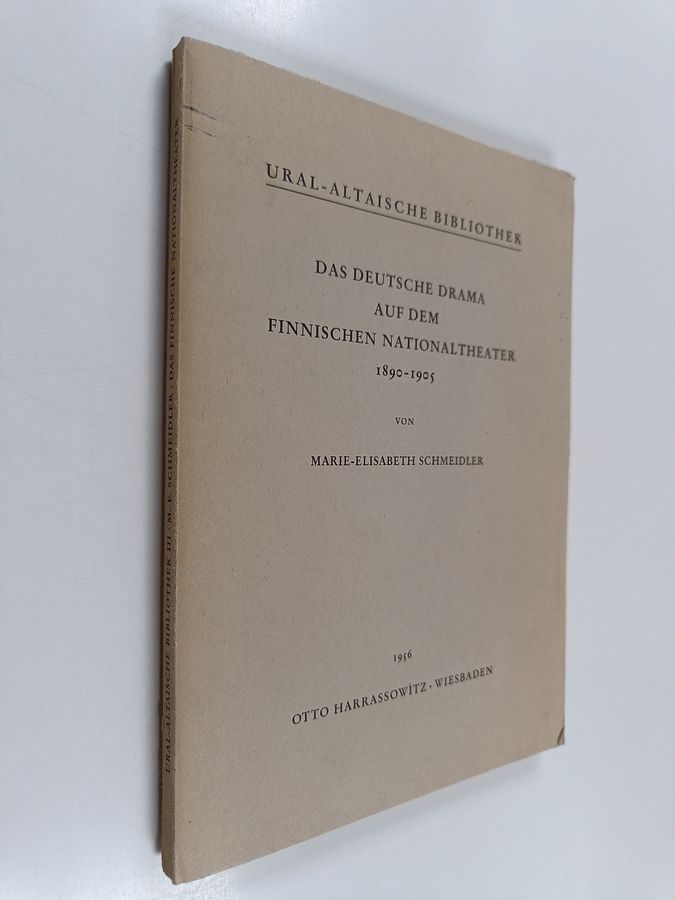 URAL-ALTAISCHE BIBLIOTHEK
DAS DEUTSCHE DRAMA
AUF DEM
FINNISCHEN NATIONALTHEATER
1890-1905
VON
MARIE-ELISABETH SCHMEIDLER
1956
OTTO HARRASSOWITZ · WIESBADEN
URAL-ALTAISCHE BIBLIOTHEK III · M.-E. SCHMEIDLER · DAS FINNISCHE NATIONALTHEATER